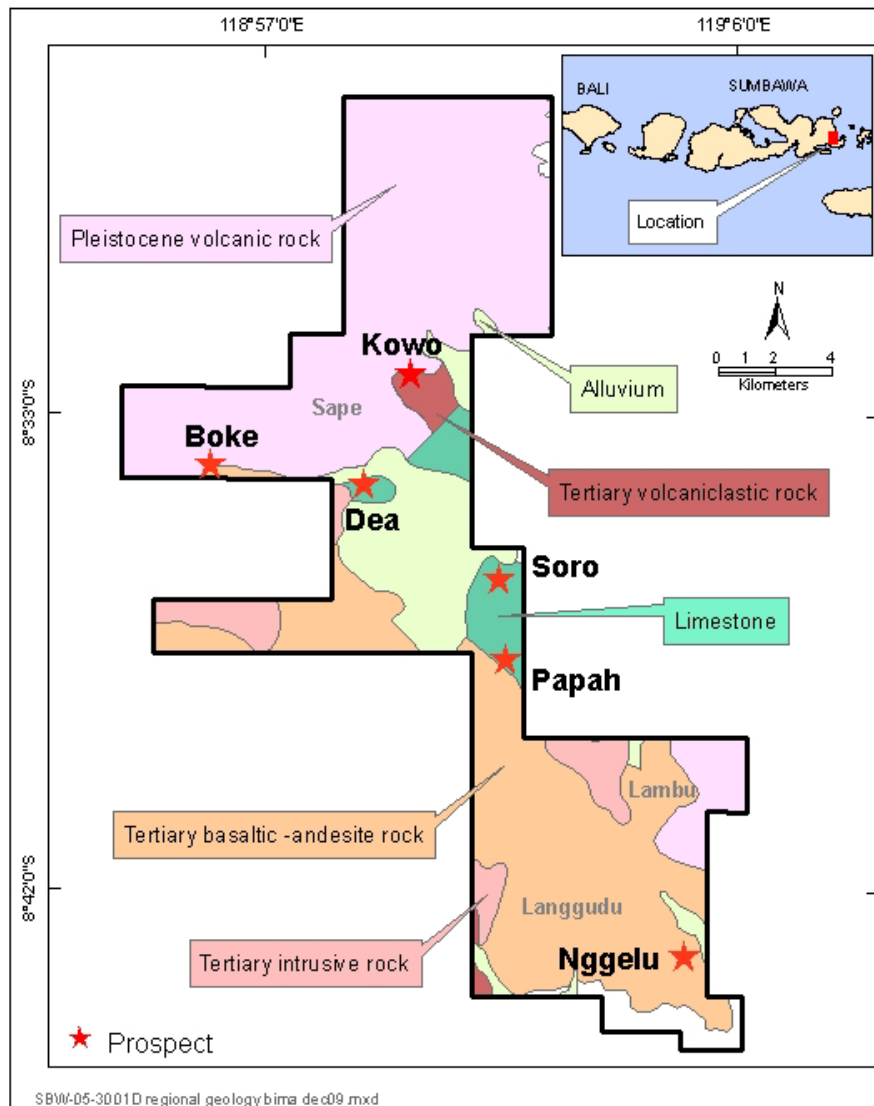 118°57'0"E
119°6'0"E
BALI
SUMBAWA
Location
Pleistocene volcanic rock
N
0 1 2 4
Kilometers
Kowo
Alluvium
8°33'0"S
Sape
Boke
Tertiary volcaniclastic rock
Dea
Soro
Limestone
Papah
Lambu
Tertiary basaltic -andesite rock
8°42'0"S
Langgudu
Nggelu
Tertiary intrusive rock
Prospect
SBW-05-3001D regional geology bima dec09.mxd